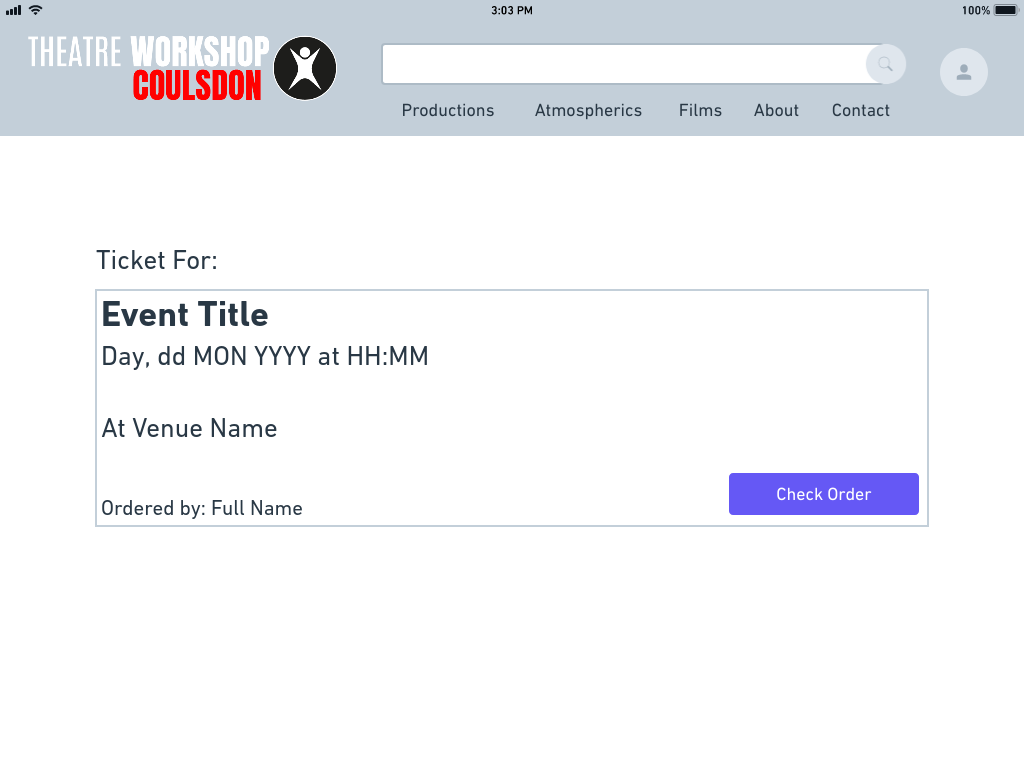 3:03 PM
100%
THEATRE WORKSHOP
COULSDON
Productions Atmospherics Films About Contact
Ticket For:
Event Title
Day, dd MON YYYY at HH:MM
At Venue Name
Ordered by: Full Name
Check Order